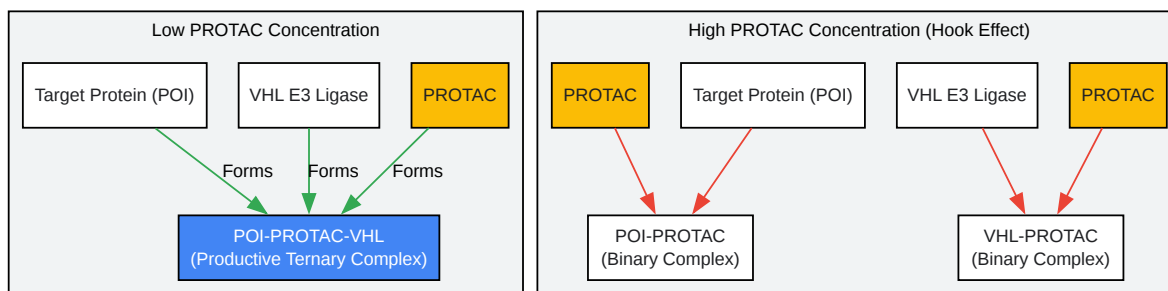 Low PROTAC Concentration
Target Protein (POI)
VHL E3 Ligase
PROTAC
Forms
Forms
Forms
POI-PROTAC-VHL
(Productive Ternary Complex)
High PROTAC Concentration (Hook Effect)
PROTAC
Target Protein (POI)
VHL E3 Ligase
PROTAC
POI-PROTAC
(Binary Complex)
VHL-PROTAC
(Binary Complex)